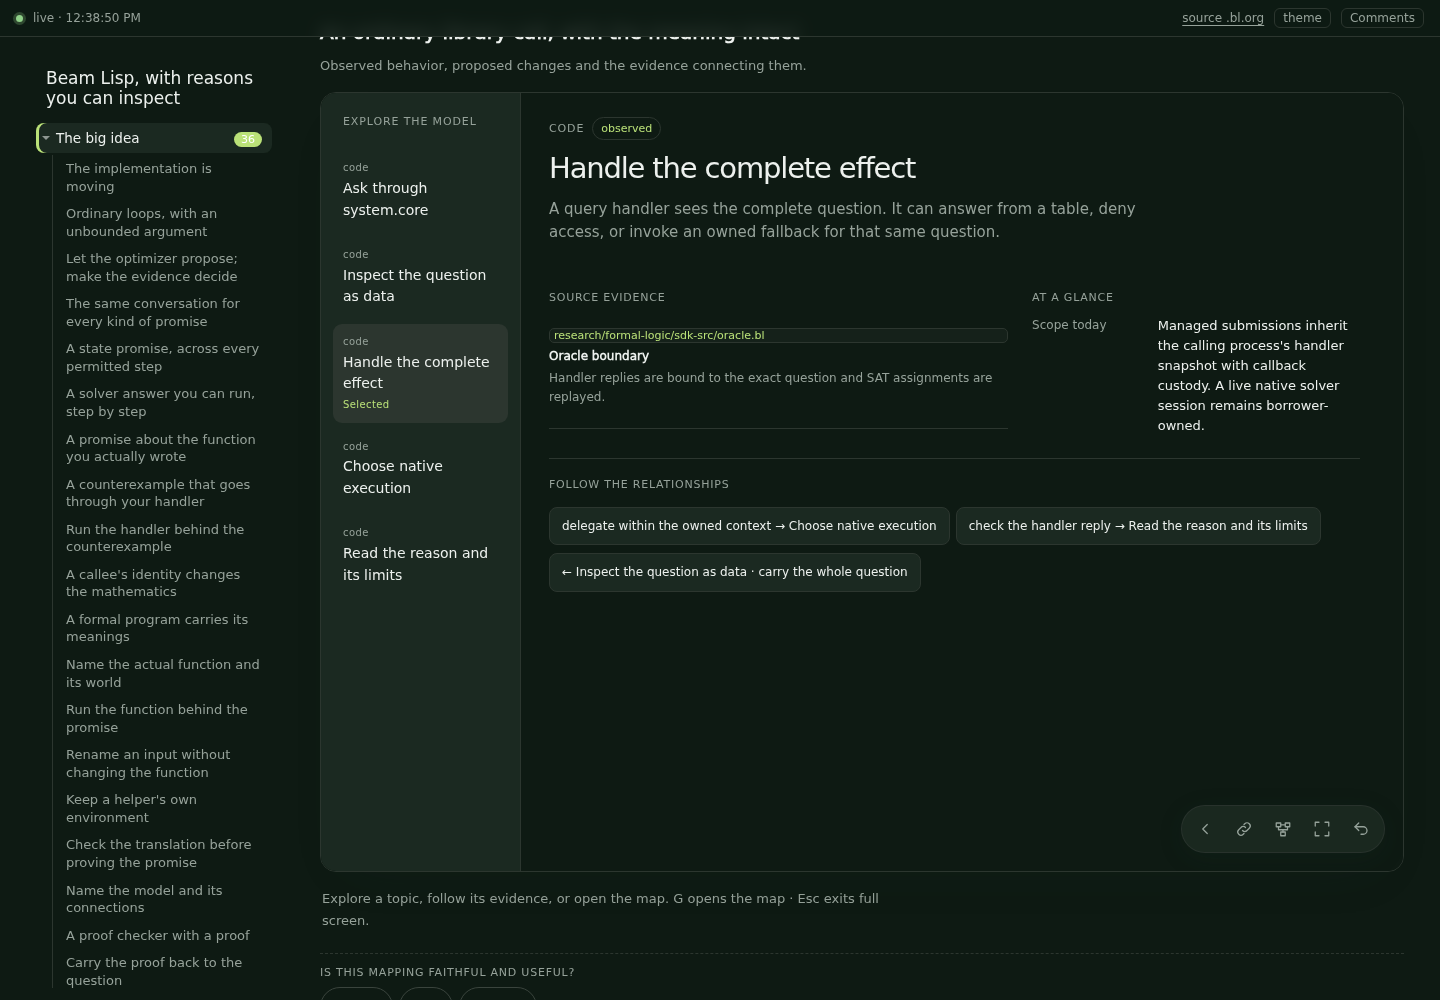 live · 12:38:50 PM
source .bl.org
theme
Comments
Beam Lisp, with reasons
you can inspect
The big idea
36
The implementation is
moving
Ordinary loops, with an
unbounded argument
Let the optimizer propose;
make the evidence decide
The same conversation for
every kind of promise
A state promise, across every
permitted step
A solver answer you can run,
step by step
A promise about the function
you actually wrote
A counterexample that goes
through your handler
Run the handler behind the
counterexample
A callee's identity changes
the mathematics
A formal program carries its
meanings
Name the actual function and
its world
Run the function behind the
promise
Rename an input without
changing the function
Keep a helper's own
environment
Check the translation before
proving the promise
Name the model and its
connections
A proof checker with a proof
Carry the proof back to the
question
An ordinary library call, with the meaning intact
Observed behavior, proposed changes and the evidence connecting them.
EXPLORE THE MODEL
code
Ask through
system.core
code
Inspect the question
as data
code
Handle the complete
effect
Selected
code
Choose native
execution
code
Read the reason and
its limits
CODE
observed
Handle the complete effect
A query handler sees the complete question. It can answer from a table, deny
access, or invoke an owned fallback for that same question.
SOURCE EVIDENCE
research/formal-logic/sdk-src/oracle.bl
Oracle boundary
Handler replies are bound to the exact question and SAT assignments are
replayed.
AT A GLANCE
Scope today
Managed submissions inherit
the calling process's handler
snapshot with callback
custody. A live native solver
session remains borrower-
owned.
FOLLOW THE RELATIONSHIPS
delegate within the owned context → Choose native execution
check the handler reply → Read the reason and its limits
← Inspect the question as data · carry the whole question
Explore a topic, follow its evidence, or open the map. G opens the map · Esc exits full
screen.
IS THIS MAPPING FAITHFUL AND USEFUL?